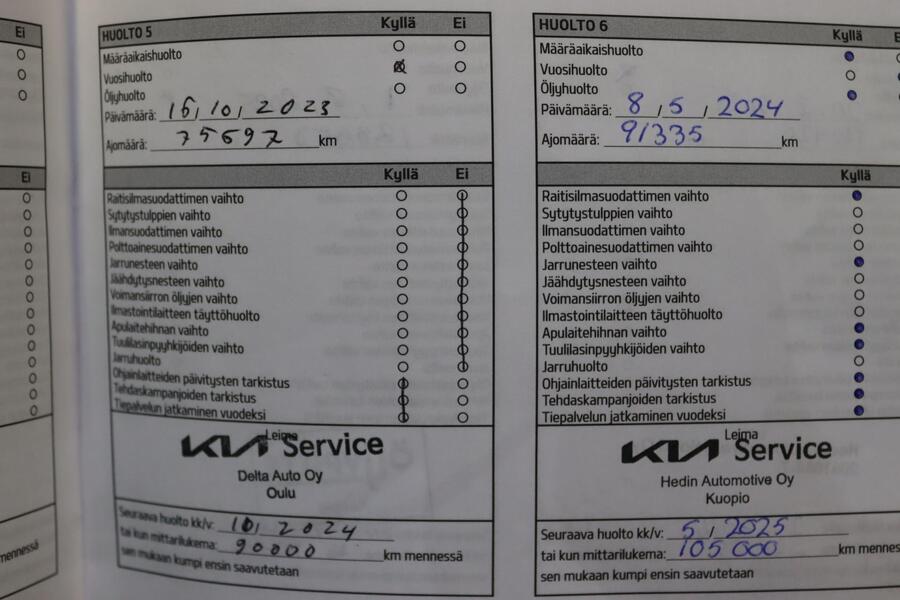 Ei
Ei
HUOLTO 5 Kyllä Ei
Määräaikaishuolto
Vuosihuolto
Öljyhuolto
Päivämäärä: 16, 10, 2023
Ajomäärä: 75697 km
Kyllä Ei
Raitisilmasuodattimen vaihto
Sytytystulppien vaihto
Ilmansuodattimen vaihto
Polttoainesuodattimen vaihto
Jarrunesteen vaihto
Jäähdytysnesteen vaihto
Voimansiirron öljyjen vaihto
Ilmastointilaitteen täyttöhuolto
Apulaitehihnan vaihto
Tuulilasinpyyhkijöiden vaihto
Jarruhuolto
Ohjainlaitteiden päivitysten tarkistus
Tehdaskampanjoiden tarkistus
Tiepalvelun jatkaminen vuodeksi
Leima
KIA Service
Delta Auto Oy
Oulu
Seuraava huolto kk/v: 10, 2024
tai kun mittarilukema: 90000 km mennessä
sen mukaan kumpi ensin saavutetaan
HUOLTO 6 Kyllä
Määräaikaishuolto
Vuosihuolto
Öljyhuolto
Päivämäärä: 8 / 5 / 2024
Ajomäärä: 91335 km
Kyllä
Raitisilmasuodattimen vaihto
Sytytystulppien vaihto
Ilmansuodattimen vaihto
Polttoainesuodattimen vaihto
Jarrunesteen vaihto
Jäähdytysnesteen vaihto
Voimansiirron öljyjen vaihto
Ilmastointilaitteen täyttöhuolto
Apulaitehihnan vaihto
Tuulilasinpyyhkijöiden vaihto
Jarruhuolto
Ohjainlaitteiden päivitysten tarkistus
Tehdaskampanjoiden tarkistus
Tiepalvelun jatkaminen vuodeksi
Leima
KIA Service
Hedin Automotive Oy
Kuopio
Seuraava huolto kk/v: 5 / 2025
tai kun mittarilukema: 105 000 km mennes
sen mukaan kumpi ensin saavutetaan